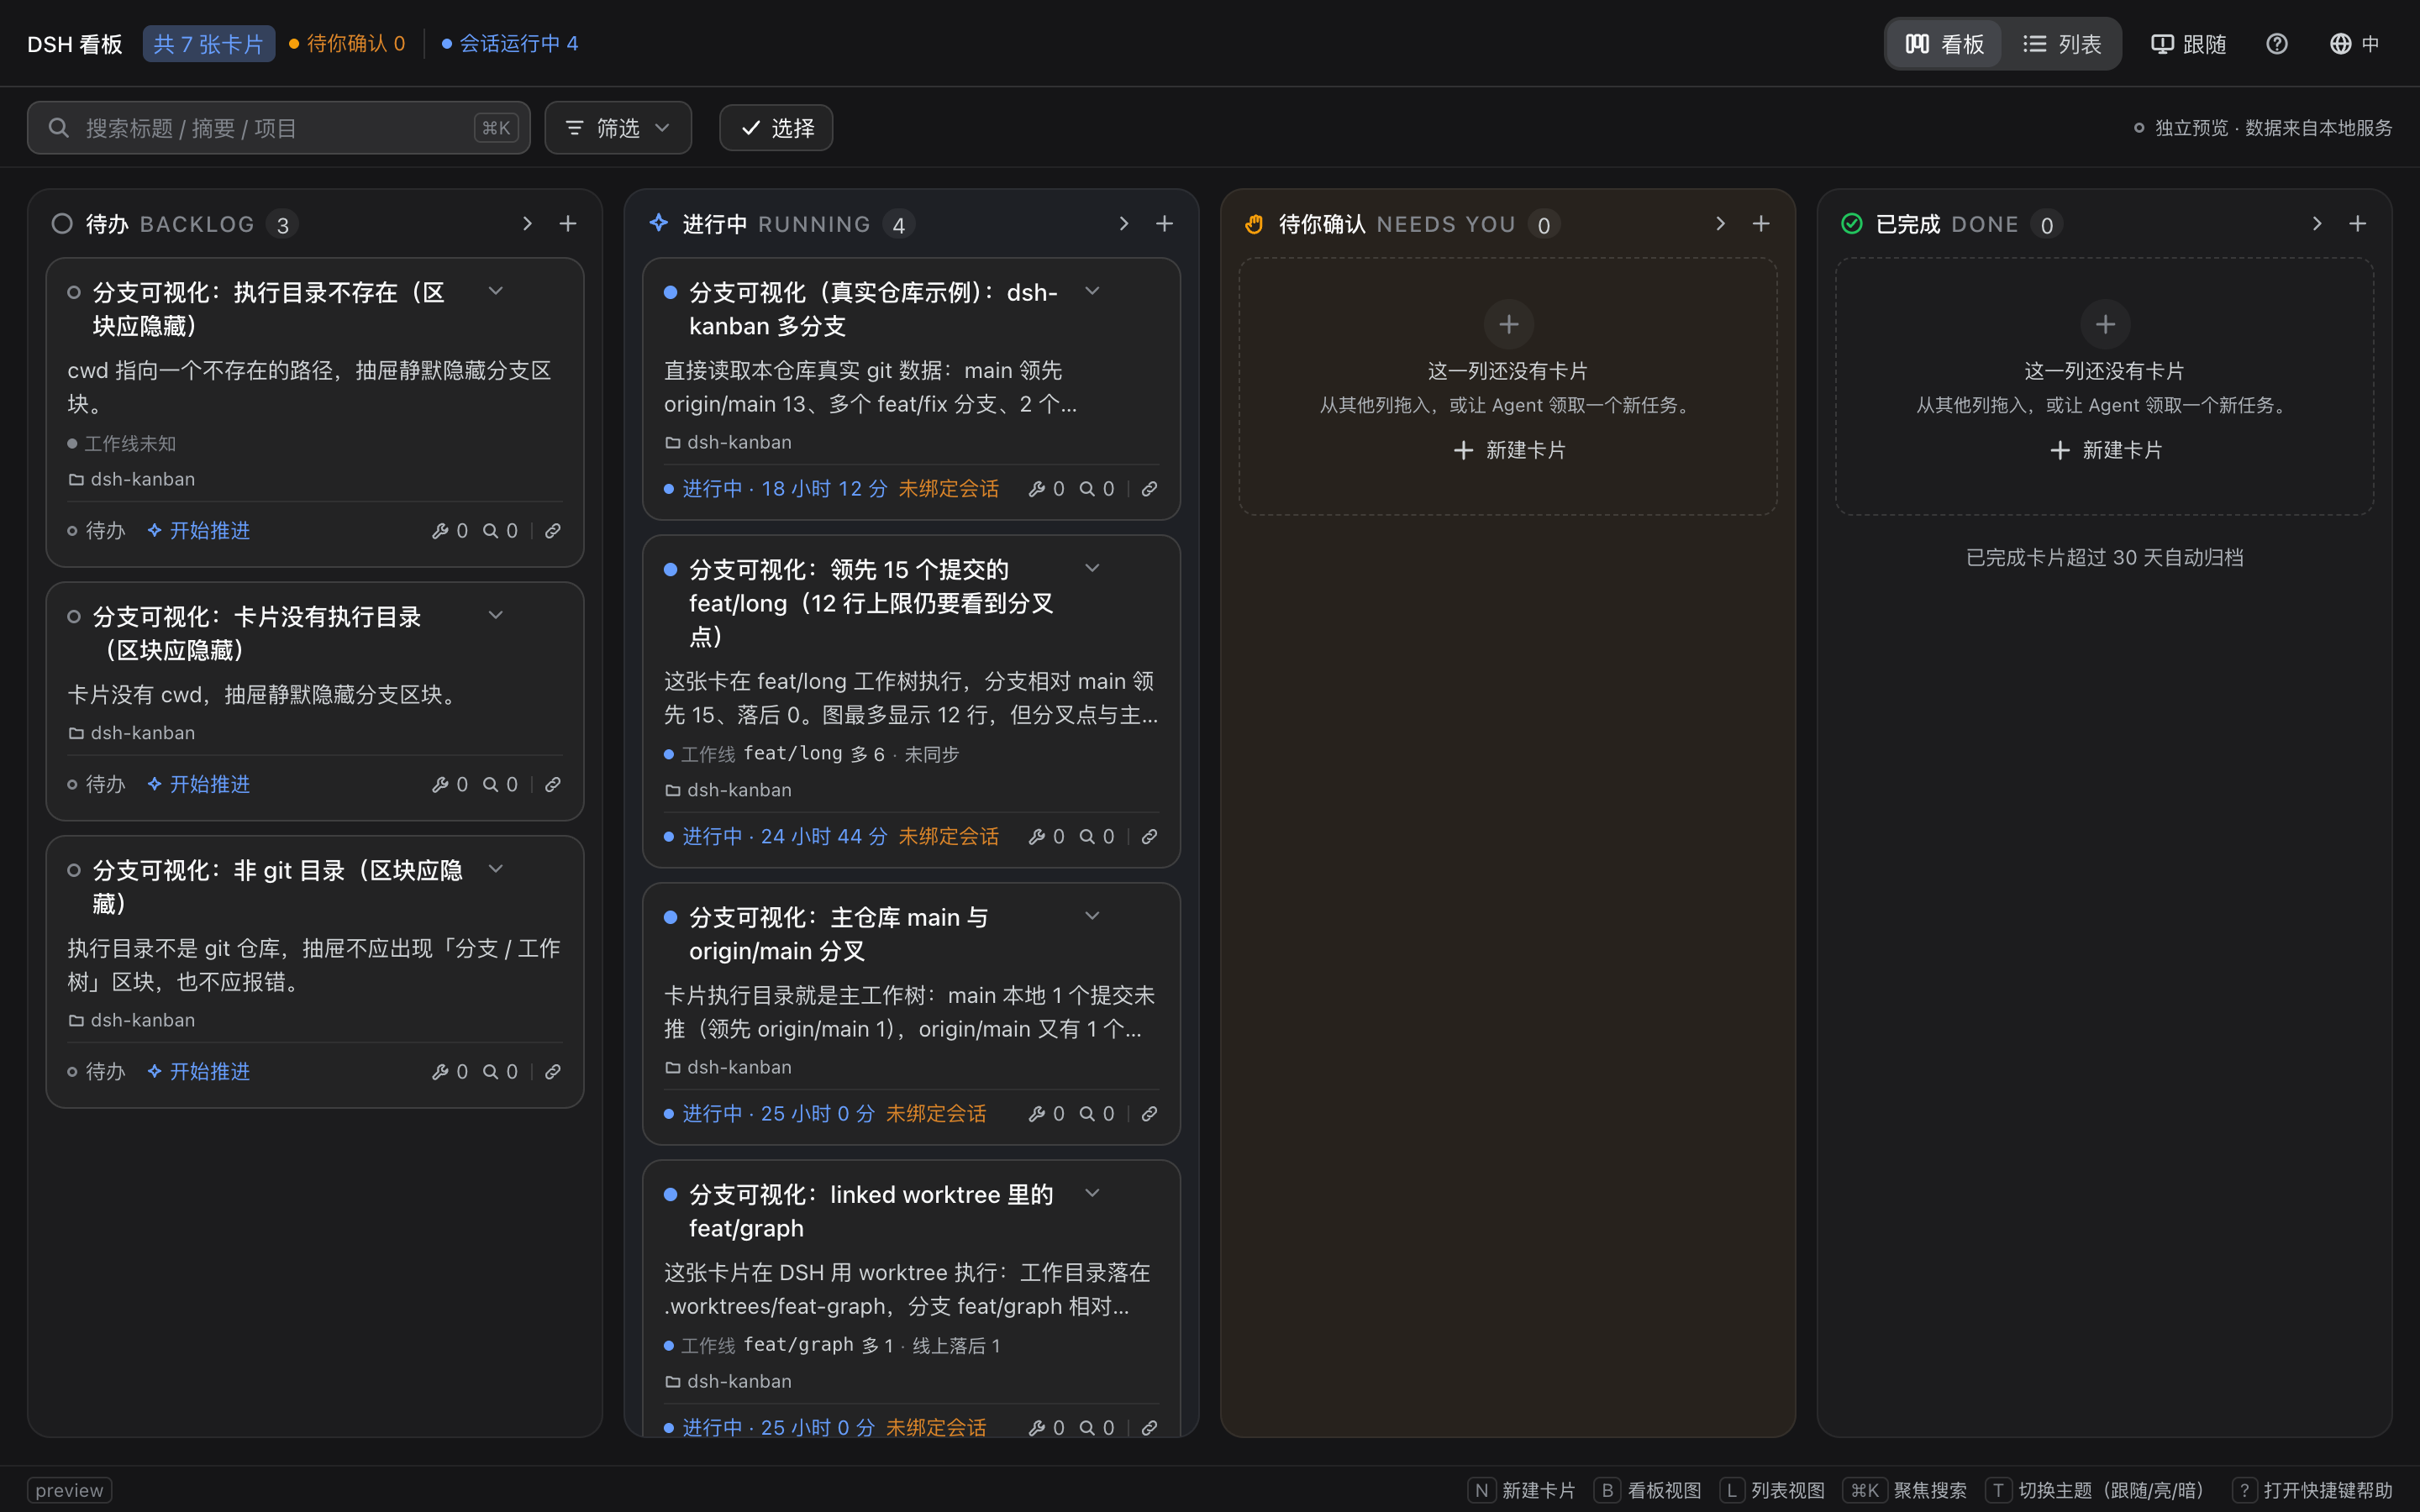 DSH 看板 共 7 张卡片 待你确认 0 会话运行中 4 看板 列表 跟随 中
搜索标题 / 摘要 / 项目 ⌘K 筛选 选择 独立预览 · 数据来自本地服务
待办 BACKLOG 3
分支可视化：执行目录不存在（区
块应隐藏）
cwd 指向一个不存在的路径，抽屉静默隐藏分支区
块。
工作线未知
dsh-kanban
待办 开始推进 0 0
分支可视化：卡片没有执行目录
（区块应隐藏）
卡片没有 cwd，抽屉静默隐藏分支区块。
dsh-kanban
待办 开始推进 0 0
分支可视化：非 git 目录（区块应隐
藏）
执行目录不是 git 仓库，抽屉不应出现「分支 / 工作
树」区块，也不应报错。
dsh-kanban
待办 开始推进 0 0
进行中 RUNNING 4
分支可视化（真实仓库示例）：dsh-
kanban 多分支
直接读取本仓库真实 git 数据：main 领先
origin/main 13、多个 feat/fix 分支、2 个...
dsh-kanban
进行中 · 18 小时 12 分 未绑定会话 0 0
分支可视化：领先 15 个提交的
feat/long（12 行上限仍要看到分叉
点）
这张卡在 feat/long 工作树执行，分支相对 main 领
先 15、落后 0。图最多显示 12 行，但分叉点与主...
工作线 feat/long 多 6 · 未同步
dsh-kanban
进行中 · 24 小时 44 分 未绑定会话 0 0
分支可视化：主仓库 main 与
origin/main 分叉
卡片执行目录就是主工作树：main 本地 1 个提交未
推（领先 origin/main 1），origin/main 又有 1 个...
dsh-kanban
进行中 · 25 小时 0 分 未绑定会话 0 0
分支可视化：linked worktree 里的
feat/graph
这张卡片在 DSH 用 worktree 执行：工作目录落在
.worktrees/feat-graph，分支 feat/graph 相对...
工作线 feat/graph 多 1 · 线上落后 1
dsh-kanban
进行中 · 25 小时 0 分 未绑定会话 0 0
待你确认 NEEDS YOU 0
这一列还没有卡片
从其他列拖入，或让 Agent 领取一个新任务。
新建卡片
已完成 DONE 0
这一列还没有卡片
从其他列拖入，或让 Agent 领取一个新任务。
新建卡片
已完成卡片超过 30 天自动归档
preview N 新建卡片 B 看板视图 L 列表视图 ⌘K 聚焦搜索 T 切换主题（跟随/亮/暗） ? 打开快捷键帮助